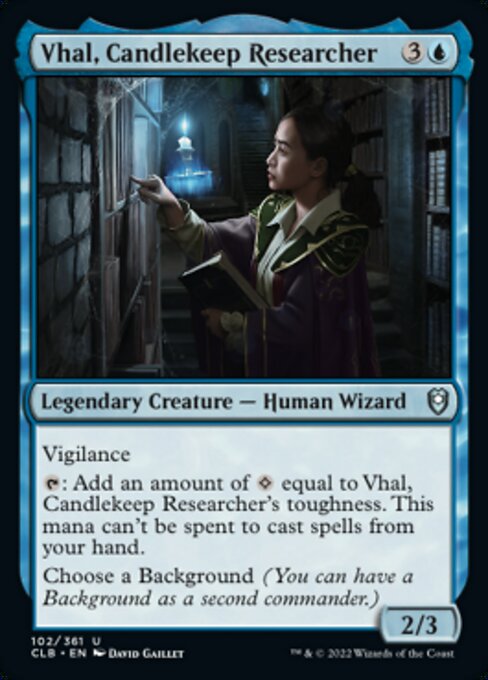 Vhal, Candlekeep Researcher 3
Legendary Creature — Human Wizard
Vigilance
: Add an amount of equal to Vhal,
Candlekeep Researcher's toughness. This
mana can't be spent to cast spells from
your hand.
Choose a Background (You can have a
Background as a second commander.)
2/3
102/361 U
CLB • EN DAVID GAILLET
™ & © 2022 Wizards of the Coast